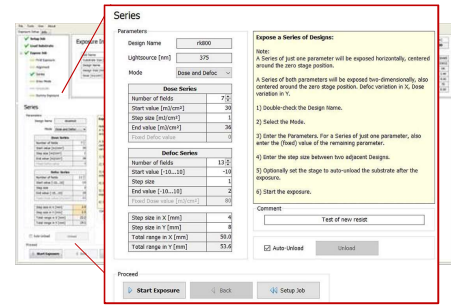 File Tools User About
Setup Job
Load Substrate
Expose Job
Alignment
Series
Series
Parameters
Design Name rk800
Lightsource [nm] 375
Mode Dose and Defoc
Dose Series
Number of fields 7
Start value [mJ/cm²] 30
Step size [mJ/cm²] 1
End value [mJ/cm²] 36
Fixed Defoc value 0
Defoc Series
Number of fields 13
Start value [-10...10] -10
Step size 1
End value [-10...10] 2
Fixed Dose value [mJ/cm²] 80
Step size in X [mm] 4
Step size in Y [mm] 8
Total range in X [mm] 50.0
Total range in Y [mm] 53.6
Expose a Series of Designs:
Note:
A Series of just one parameter will be exposed horizontally, centered
around the zero stage position.
A Series of both parameters will be exposed two-dimensionally, also
centered around the zero stage position. Defoc variation in X, Dose
variation in Y.
1) Double-check the Design Name.
2) Select the Mode.
3) Enter the Parameters. For a Series of just one parameter, also
enter the (fixed) value of the remaining parameter.
4) Enter the step size between two adjacent Designs.
5) Optionally set the stage to auto-unload the substrate after the
exposure.
6) Start the exposure.
Comment
Test of new resist
Auto-Unload Unload
Proceed
Start Exposure Back Setup Job